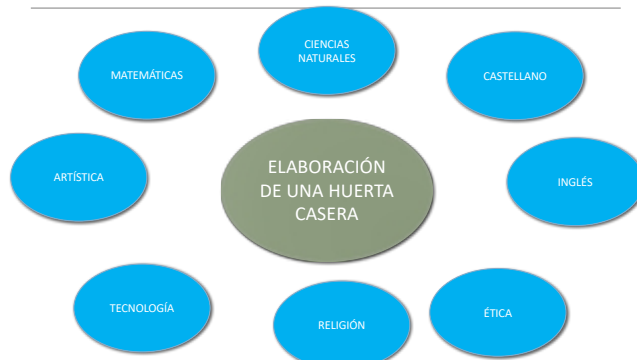 CIENCIAS
NATURALES
MATEMÁTICAS
CASTELLANO
ELABORACIÓN
DE UNA HUERTA
CASERA
ARTÍSTICA
INGLÉS
TECNOLOGÍA
RELIGIÓN
ÉTICA